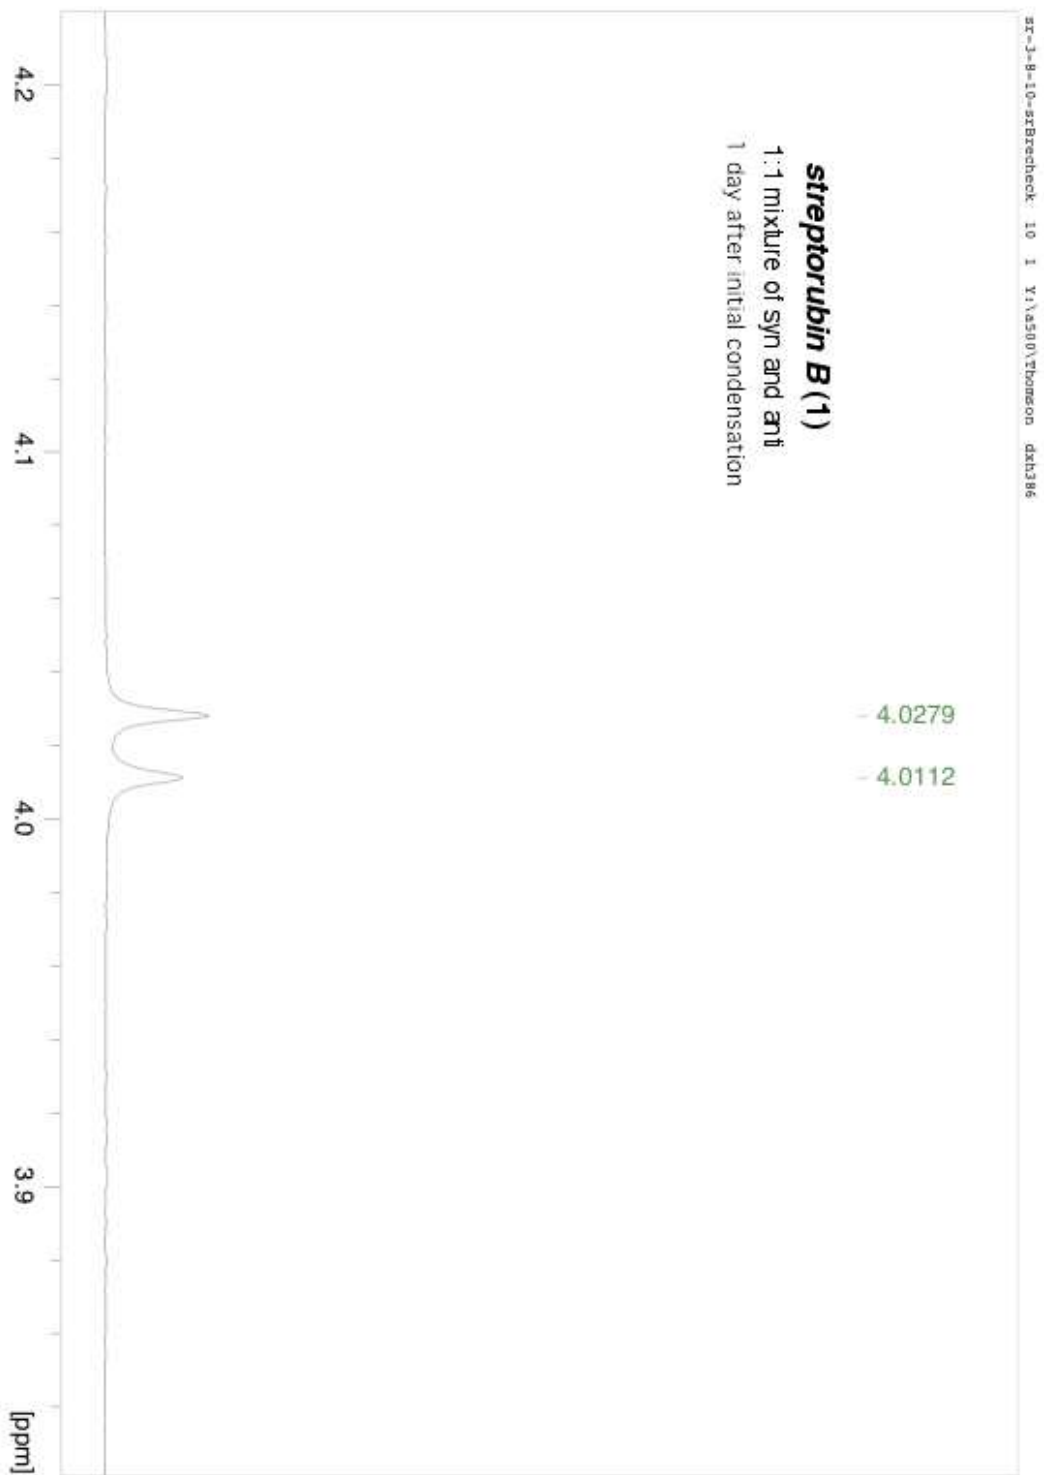 sr-3-8-10-srBrecheck 10 1 Y:\a500\Thomson dxh386
4.0279
4.0112
streptorubin B (1)
1:1 mixture of syn and anti
1 day after initial condensation
4.2
4.1
4.0
3.9
[ppm]